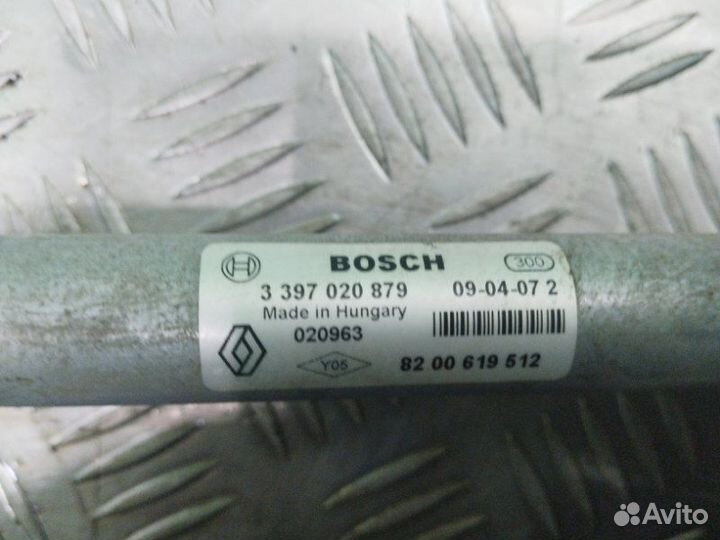 BOSCH 300
3 397 020 879 09-04-07 2
Made in Hungary
020963
Y05 82 00 619 512
Avito